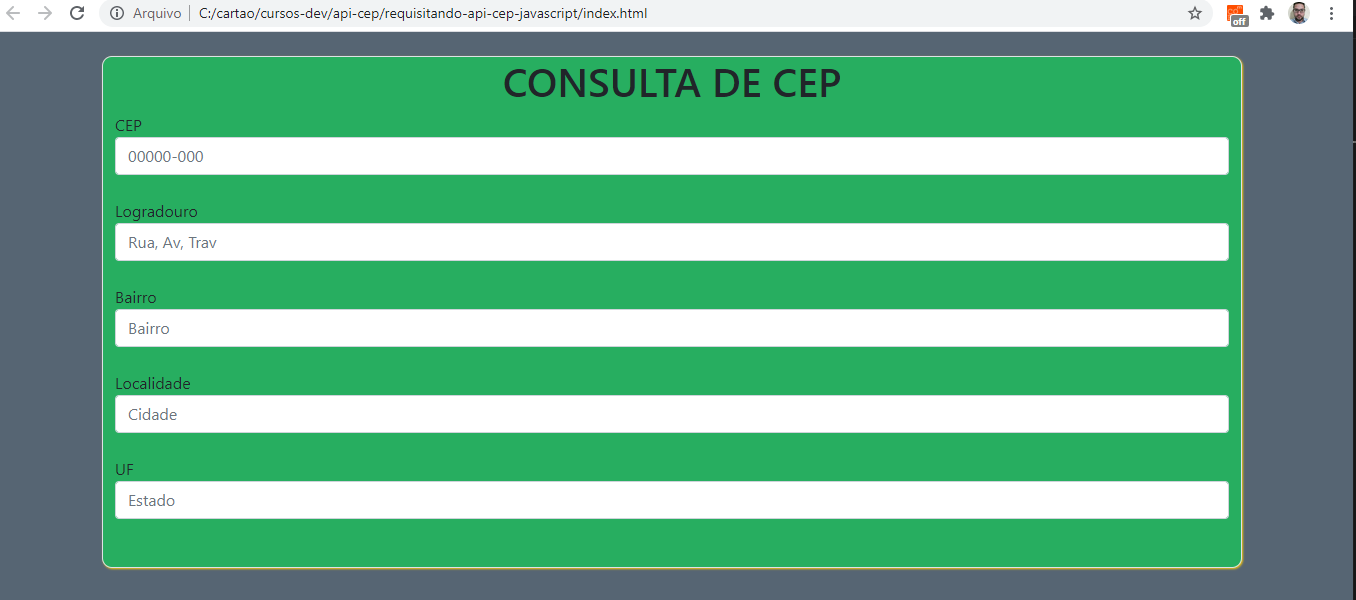 Arquivo C:/cartao/cursos-dev/api-cep/requisitando-api-cep-javascript/index.html
off
CONSULTA DE CEP
CEP
00000-000
Logradouro
Rua, Av, Trav
Bairro
Bairro
Localidade
Cidade
UF
Estado